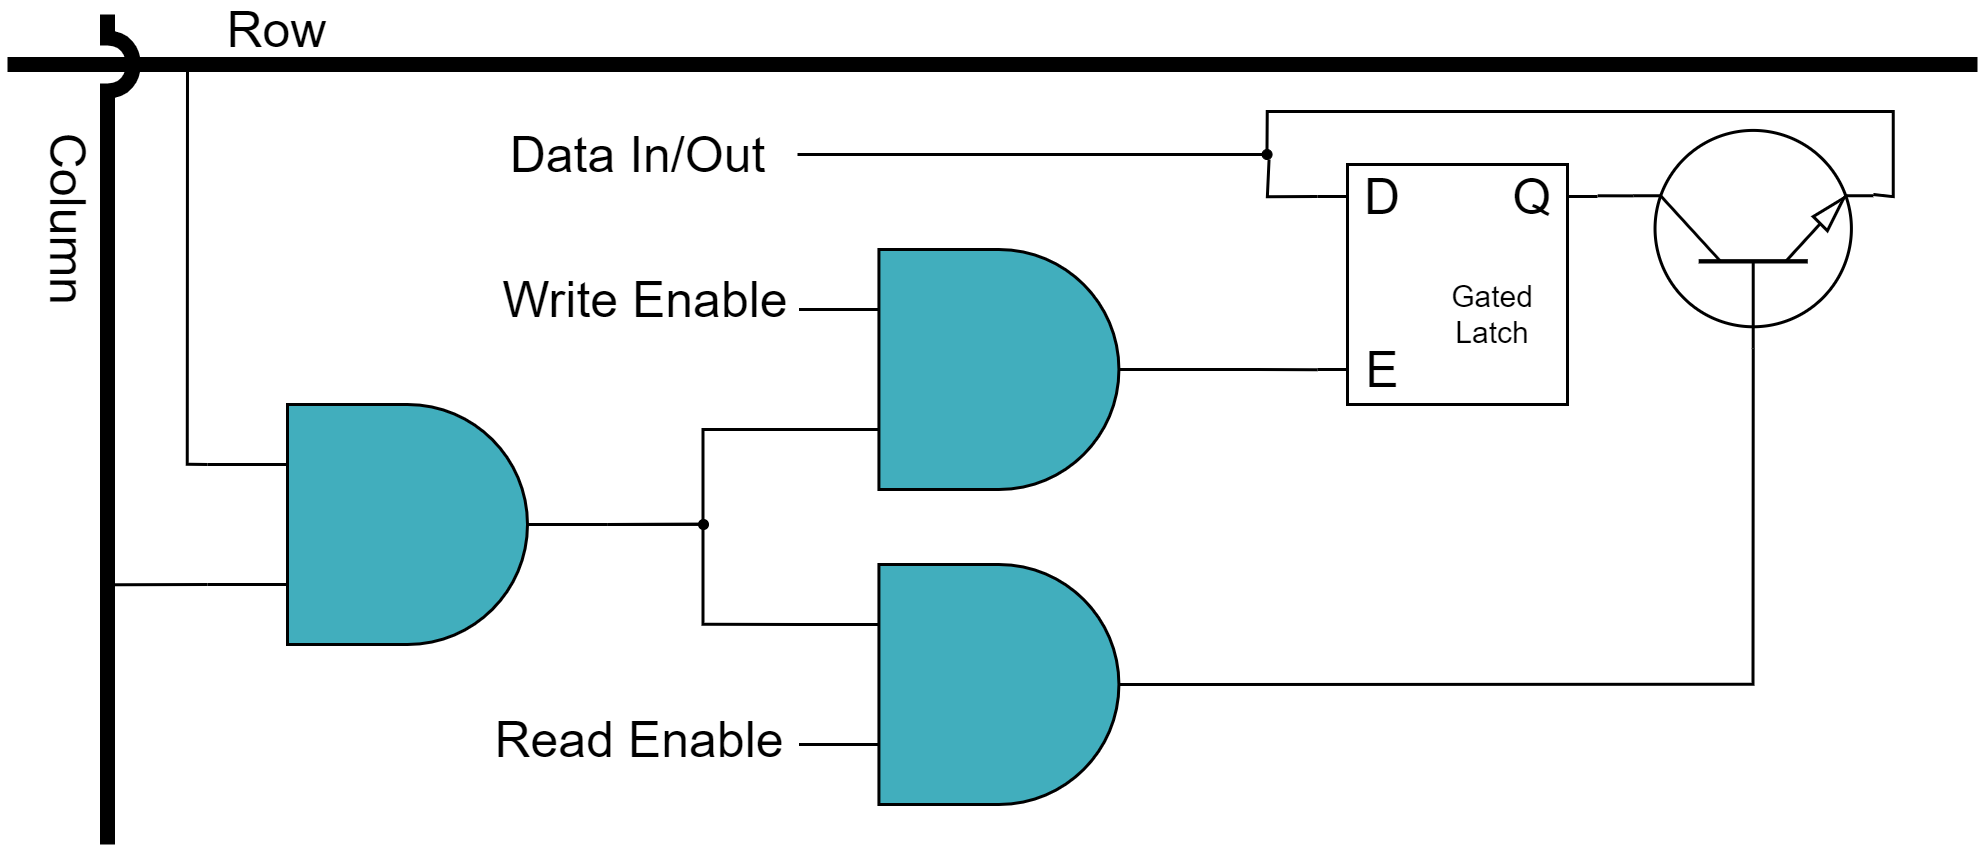 Row
Column
Data In/Out
D
Q
Write Enable
Gated
Latch
E
Read Enable